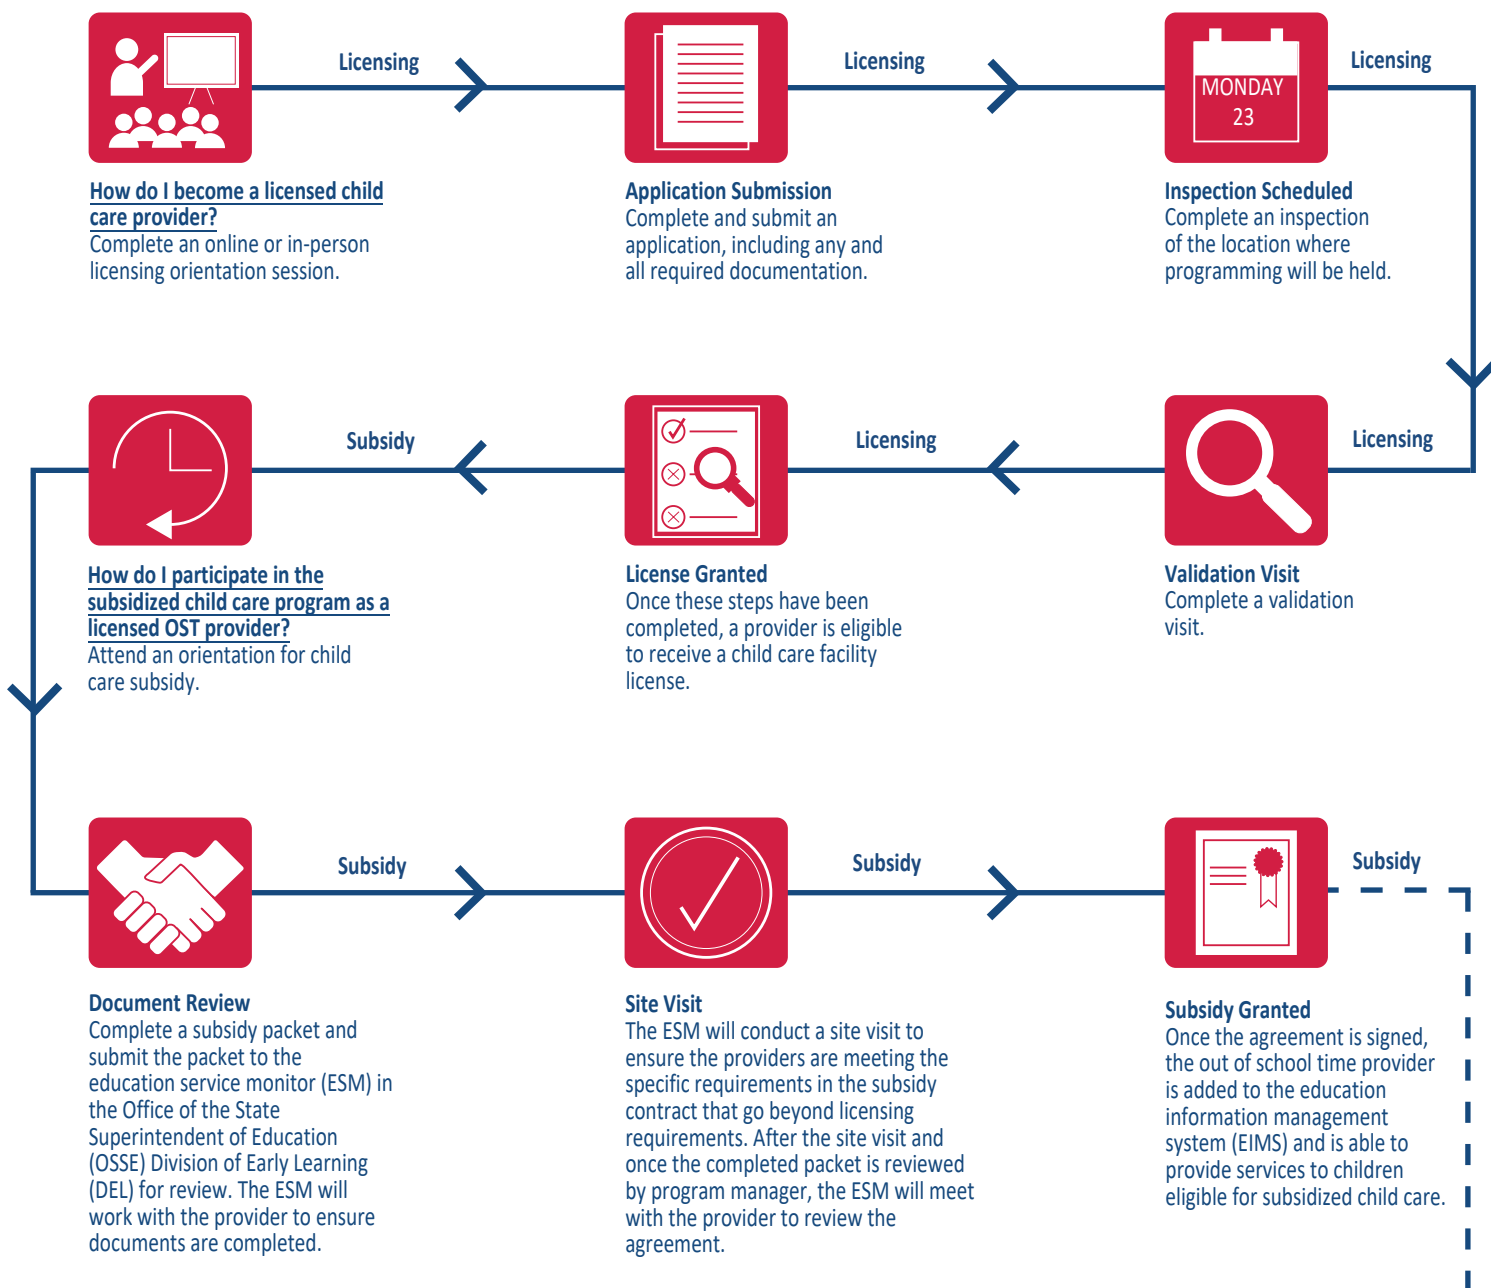 Licensing
Licensing
MONDAY
23
Licensing
How do I become a licensed child
care provider?
Complete an online or in-person
licensing orientation session.
Application Submission
Complete and submit an
application, including any and
all required documentation.
Inspection Scheduled
Complete an inspection
of the location where
programming will be held.
Subsidy
Licensing
Licensing
How do I participate in the
subsidized child care program as a
licensed OST provider?
Attend an orientation for child
care subsidy.
License Granted
Once these steps have been
completed, a provider is eligible
to receive a child care facility
license.
Validation Visit
Complete a validation
visit.
Subsidy
Subsidy
Subsidy
Document Review
Complete a subsidy packet and
submit the packet to the
education service monitor (ESM) in
the Office of the State
Superintendent of Education
(OSSE) Division of Early Learning
(DEL) for review. The ESM will
work with the provider to ensure
documents are completed.
Site Visit
The ESM will conduct a site visit to
ensure the providers are meeting the
specific requirements in the subsidy
contract that go beyond licensing
requirements. After the site visit and
once the completed packet is reviewed
by program manager, the ESM will meet
with the provider to review the
agreement.
Subsidy Granted
Once the agreement is signed,
the out of school time provider
is added to the education
information management
system (EIMS) and is able to
provide services to children
eligible for subsidized child care.